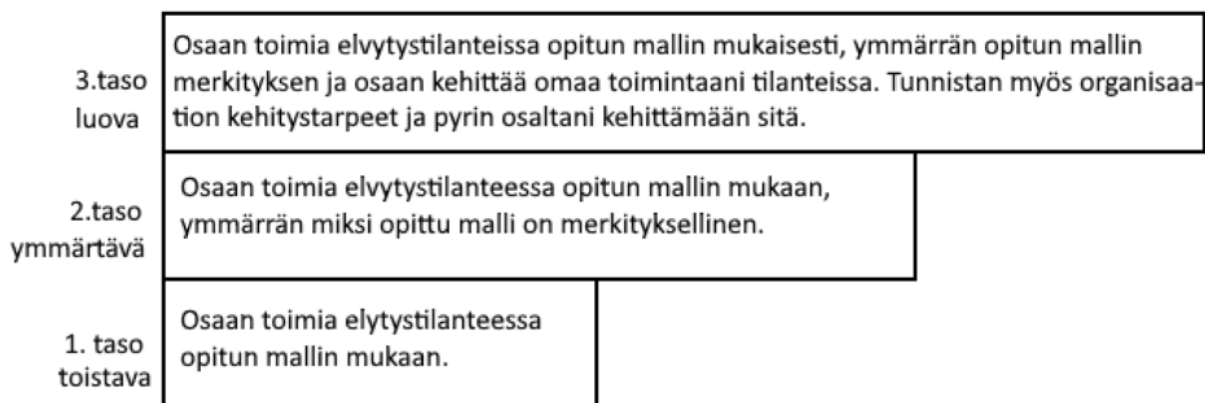 3.taso
luova
Osaan toimia elvytystilanteissa opitun mallin mukaisesti, ymmärrän opitun mallin
merkityksen ja osaan kehittää omaa toimintaani tilanteissa. Tunnistan myös organisaa-
tion kehitystarpeet ja pyrin osaltani kehittämään sitä.
2.taso
ymmärtävä
Osaan toimia elvytystilanteessa opitun mallin mukaan,
ymmärrän miksi opittu malli on merkityksellinen.
1. taso
toistava
Osaan toimia elytystilanteessa
opitun mallin mukaan.